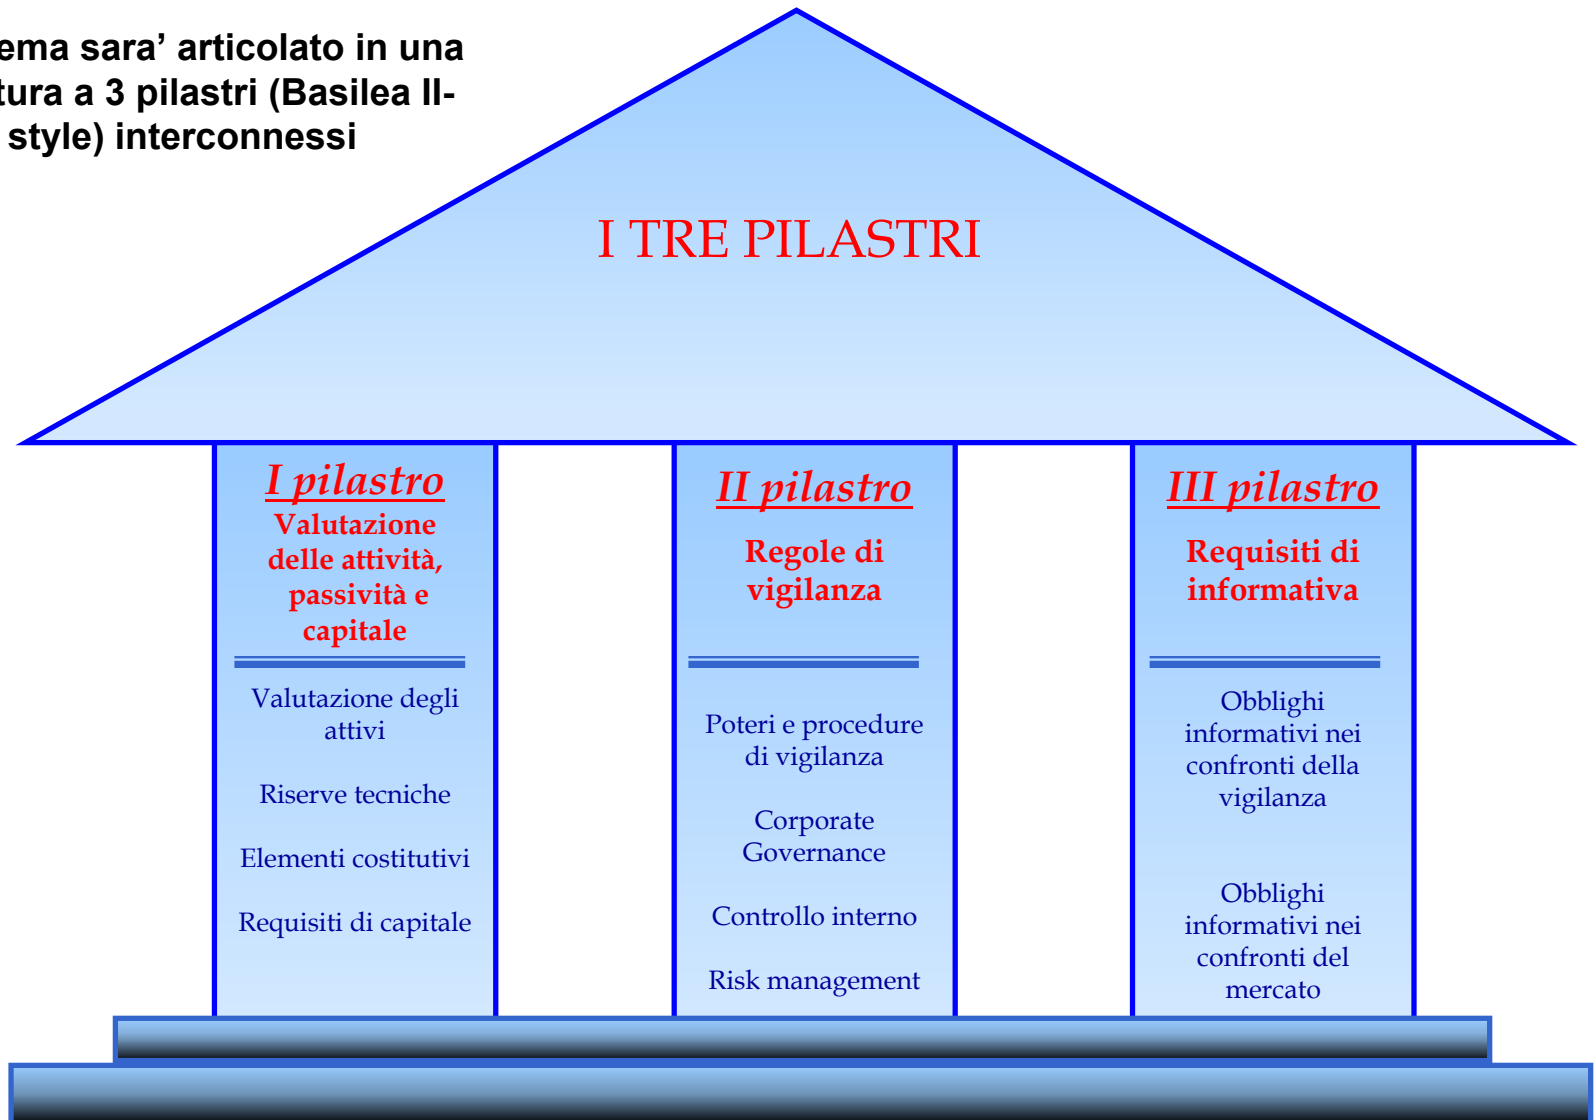 ema sara’ articolato in una
tura a 3 pilastri (Basilea II-
style) interconnessi
I TRE PILASTRI
I pilastro
Valutazione
delle attività,
passività e
capitale
Valutazione degli
attivi
Riserve tecniche
Elementi costitutivi
Requisiti di capitale
II pilastro
Regole di
vigilanza
Poteri e procedure
di vigilanza
Corporate
Governance
Controllo interno
Risk management
III pilastro
Requisiti di
informativa
Obblighi
informativi nei
confronti della
vigilanza
Obblighi
informativi nei
confronti del
mercato